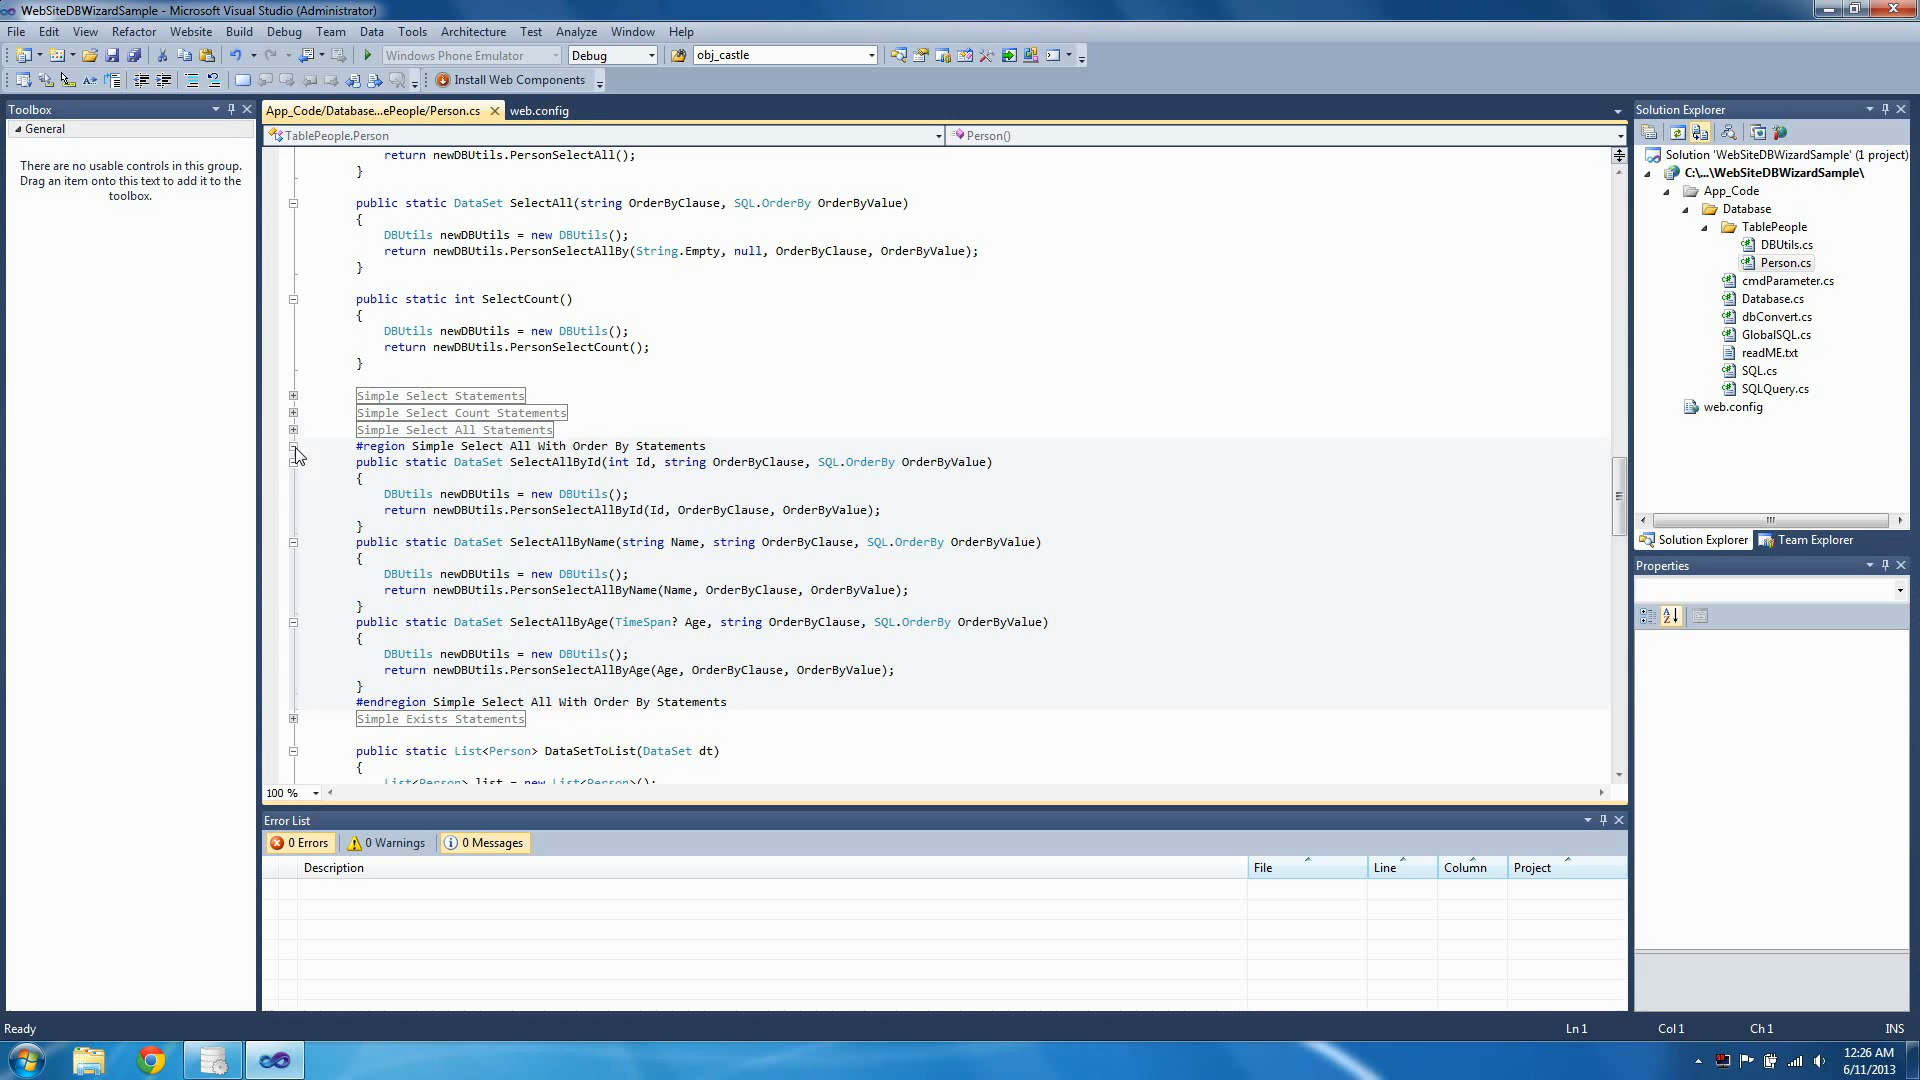 WebSiteDBWizardSample - Microsoft Visual Studio (Administrator)
File Edit View Refactor Website Build Debug Team Data Tools Architecture Test Analyze Window Help
Windows Phone Emulator Debug obj_castle
Install Web Components
Toolbox
General
There are no usable controls in this group.
Drag an item onto this text to add it to the
toolbox.
App_Code/Database...ePeople/Person.cs web.config
TablePeople.Person Person()
return newDBUtils.PersonSelectAll();
}
public static DataSet SelectAll(string OrderByClause, SQL.OrderBy OrderByValue)
{
DBUtils newDBUtils = new DBUtils();
return newDBUtils.PersonSelectAllBy(String.Empty, null, OrderByClause, OrderByValue);
}
public static int SelectCount()
{
DBUtils newDBUtils = new DBUtils();
return newDBUtils.PersonSelectCount();
}
Simple Select Statements
Simple Select Count Statements
Simple Select All Statements
#region Simple Select All With Order By Statements
public static DataSet SelectAllById(int Id, string OrderByClause, SQL.OrderBy OrderByValue)
{
DBUtils newDBUtils = new DBUtils();
return newDBUtils.PersonSelectAllById(Id, OrderByClause, OrderByValue);
}
public static DataSet SelectAllByName(string Name, string OrderByClause, SQL.OrderBy OrderByValue)
{
DBUtils newDBUtils = new DBUtils();
return newDBUtils.PersonSelectAllByName(Name, OrderByClause, OrderByValue);
}
public static DataSet SelectAllByAge(TimeSpan? Age, string OrderByClause, SQL.OrderBy OrderByValue)
{
DBUtils newDBUtils = new DBUtils();
return newDBUtils.PersonSelectAllByAge(Age, OrderByClause, OrderByValue);
}
#endregion Simple Select All With Order By Statements
Simple Exists Statements
public static List<Person> DataSetToList(DataSet dt)
{
List<Person> list = new List<Person>();
100 %
Error List
0 Errors 0 Warnings 0 Messages
Description File Line Column Project
Solution Explorer
Solution 'WebSiteDBWizardSample' (1 project)
C:\...\WebSiteDBWizardSample\
App_Code
Database
TablePeople
DBUtils.cs
Person.cs
cmdParameter.cs
Database.cs
dbConvert.cs
GlobalSQL.cs
readME.txt
SQL.cs
SQLQuery.cs
web.config
Solution Explorer Team Explorer
Properties
Ready Ln 1 Col 1 Ch 1 INS
12:26 AM
6/11/2013